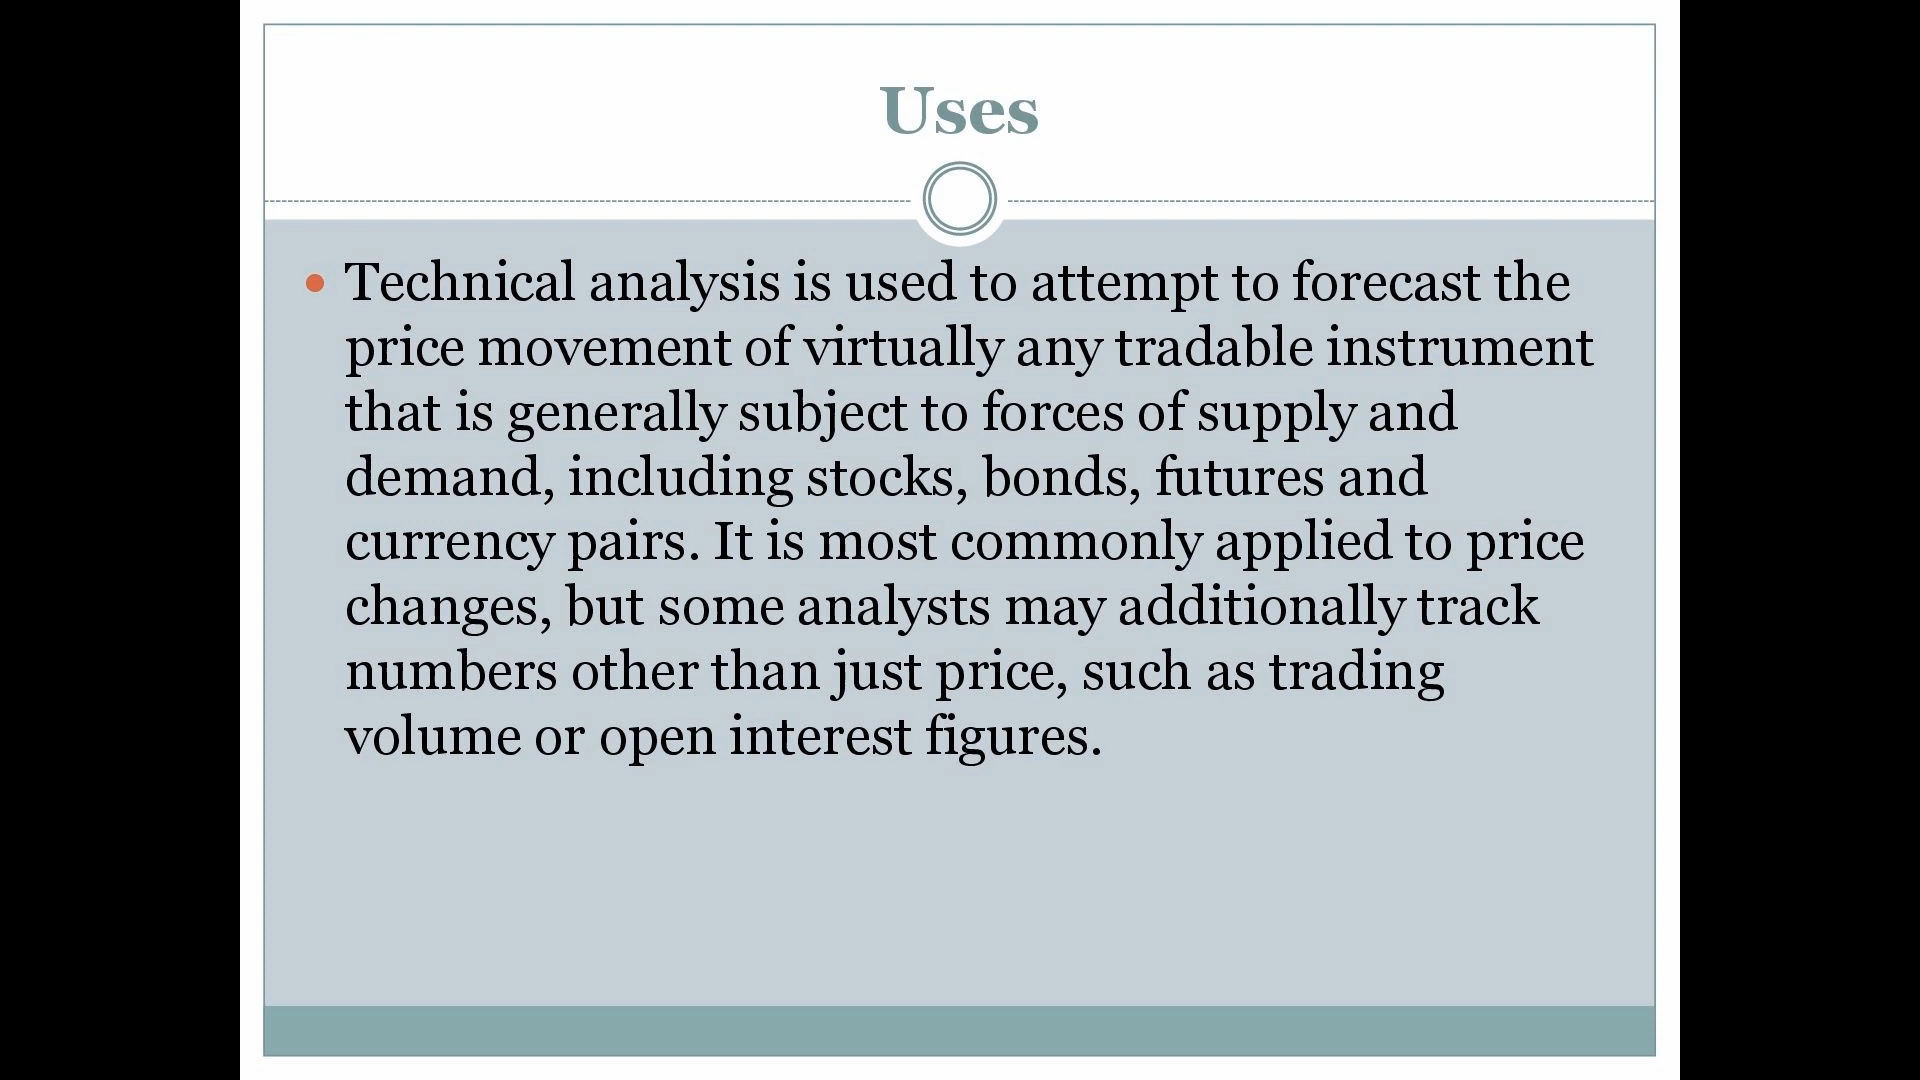 Uses
Technical analysis is used to attempt to forecast the
price movement of virtually any tradable instrument
that is generally subject to forces of supply and
demand, including stocks, bonds, futures and
currency pairs. It is most commonly applied to price
changes, but some analysts may additionally track
numbers other than just price, such as trading
volume or open interest figures.